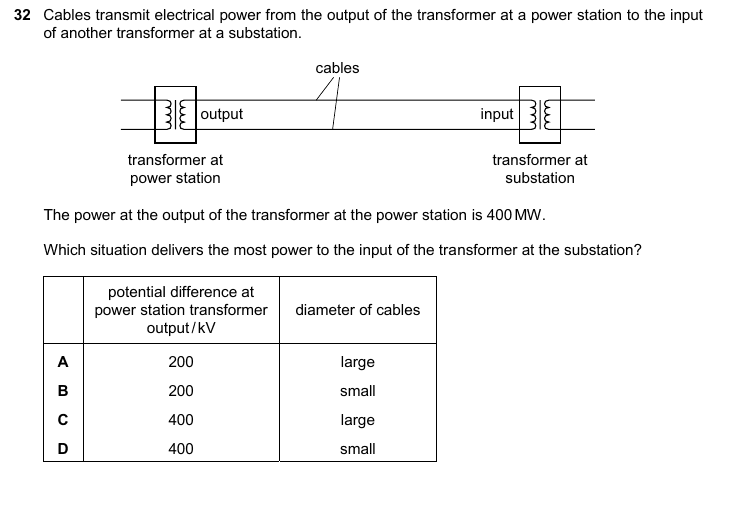 32 Cables transmit electrical power from the output of the transformer at a power station to the input
of another transformer at a substation.
cables
output
input
transformer at
power station
transformer at
substation
The power at the output of the transformer at the power station is 400 MW.
Which situation delivers the most power to the input of the transformer at the substation?
potential difference at
power station transformer
output / kV
diameter of cables
A 200 large
B 200 small
C 400 large
D 400 small